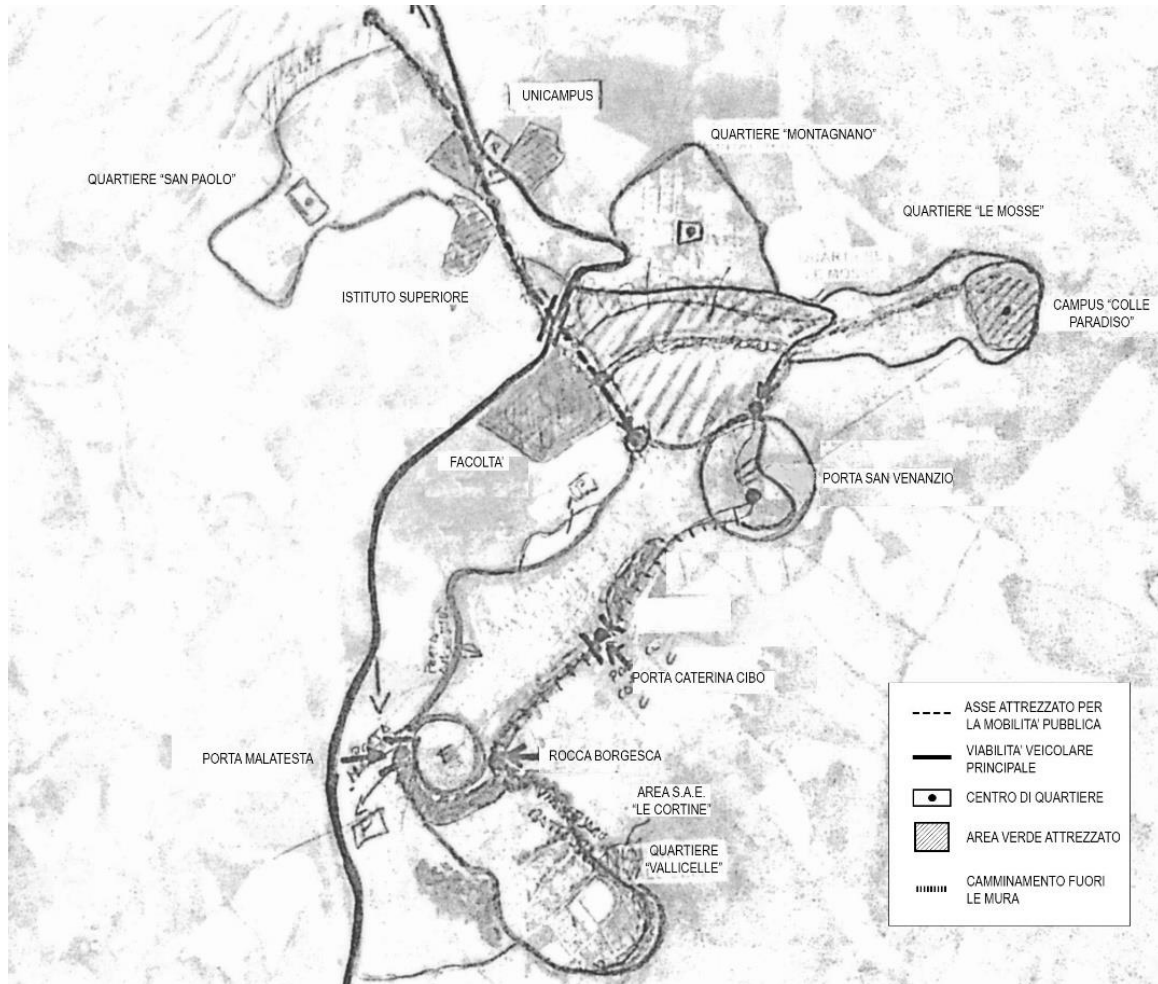 UNICAMPUS
QUARTIERE “MONTAGNANO”
QUARTIERE “SAN PAOLO”
QUARTIERE “LE MOSSE”
ISTITUTO SUPERIORE
CAMPUS “COLLE
PARADISO”
FACOLTA'
PORTA SAN VENANZIO
PORTA CATERINA CIBO
PORTA MALATESTA
ROCCA BORGESCA
AREA S.A.E.
“LE CORTINE”
QUARTIERE
“VALLICELLE”
ASSE ATTREZZATO PER
LA MOBILITA' PUBBLICA
VIABILITA' VEICOLARE
PRINCIPALE
CENTRO DI QUARTIERE
AREA VERDE ATTREZZATO
CAMMINAMENTO FUORI
LE MURA